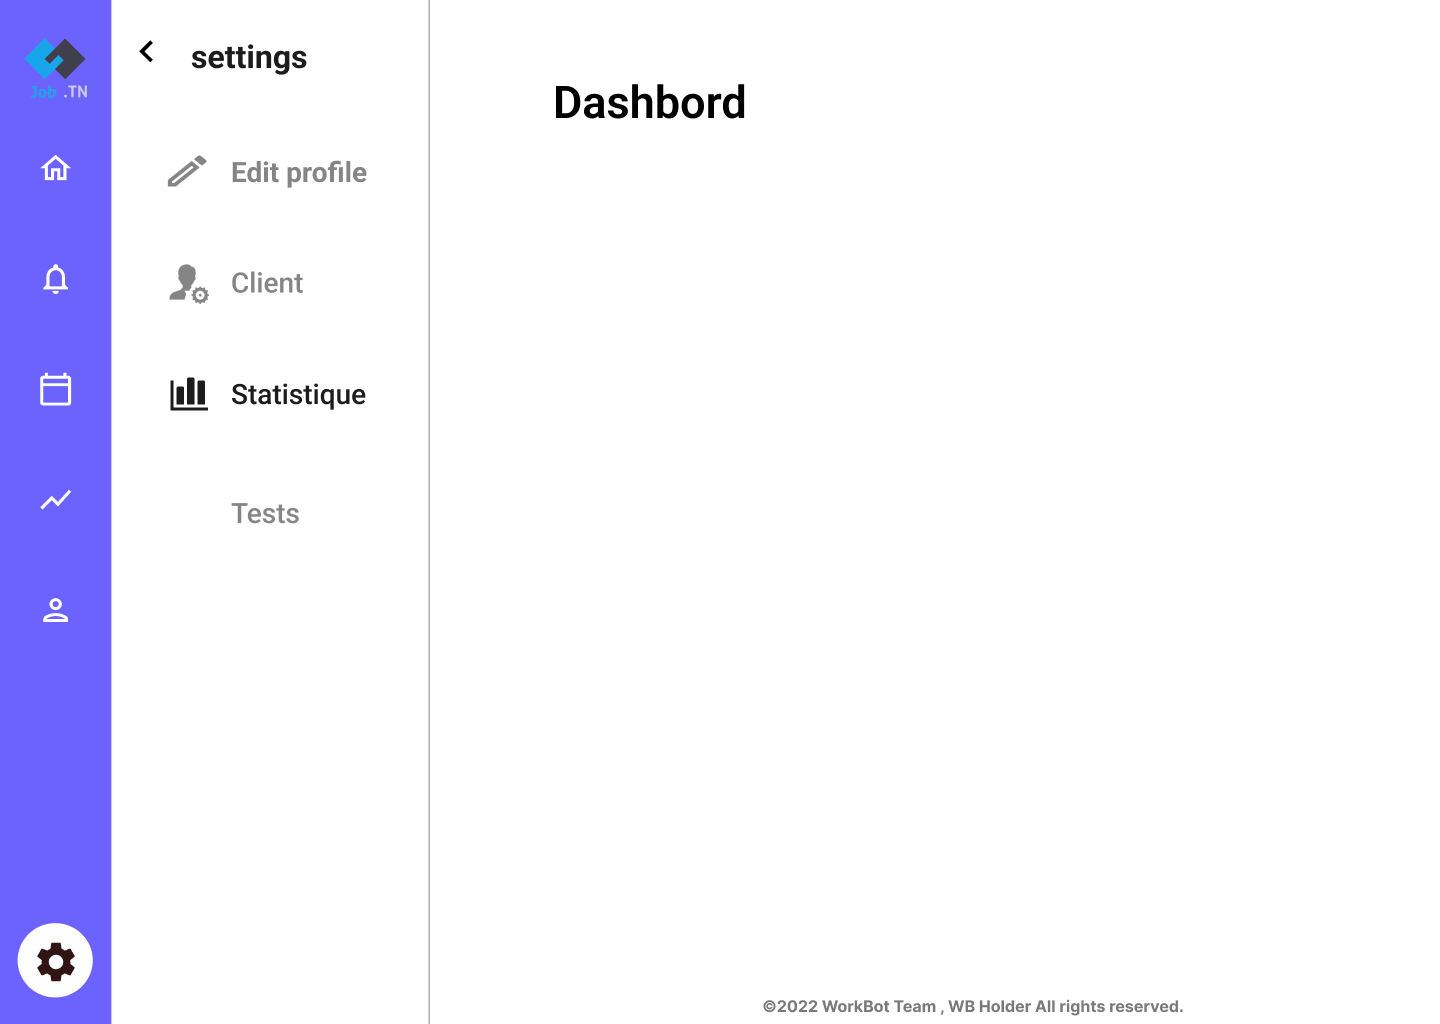 Job .TN
settings
Edit profile
Client
Statistique
Tests
Dashbord
©2022 WorkBot Team , WB Holder All rights reserved.